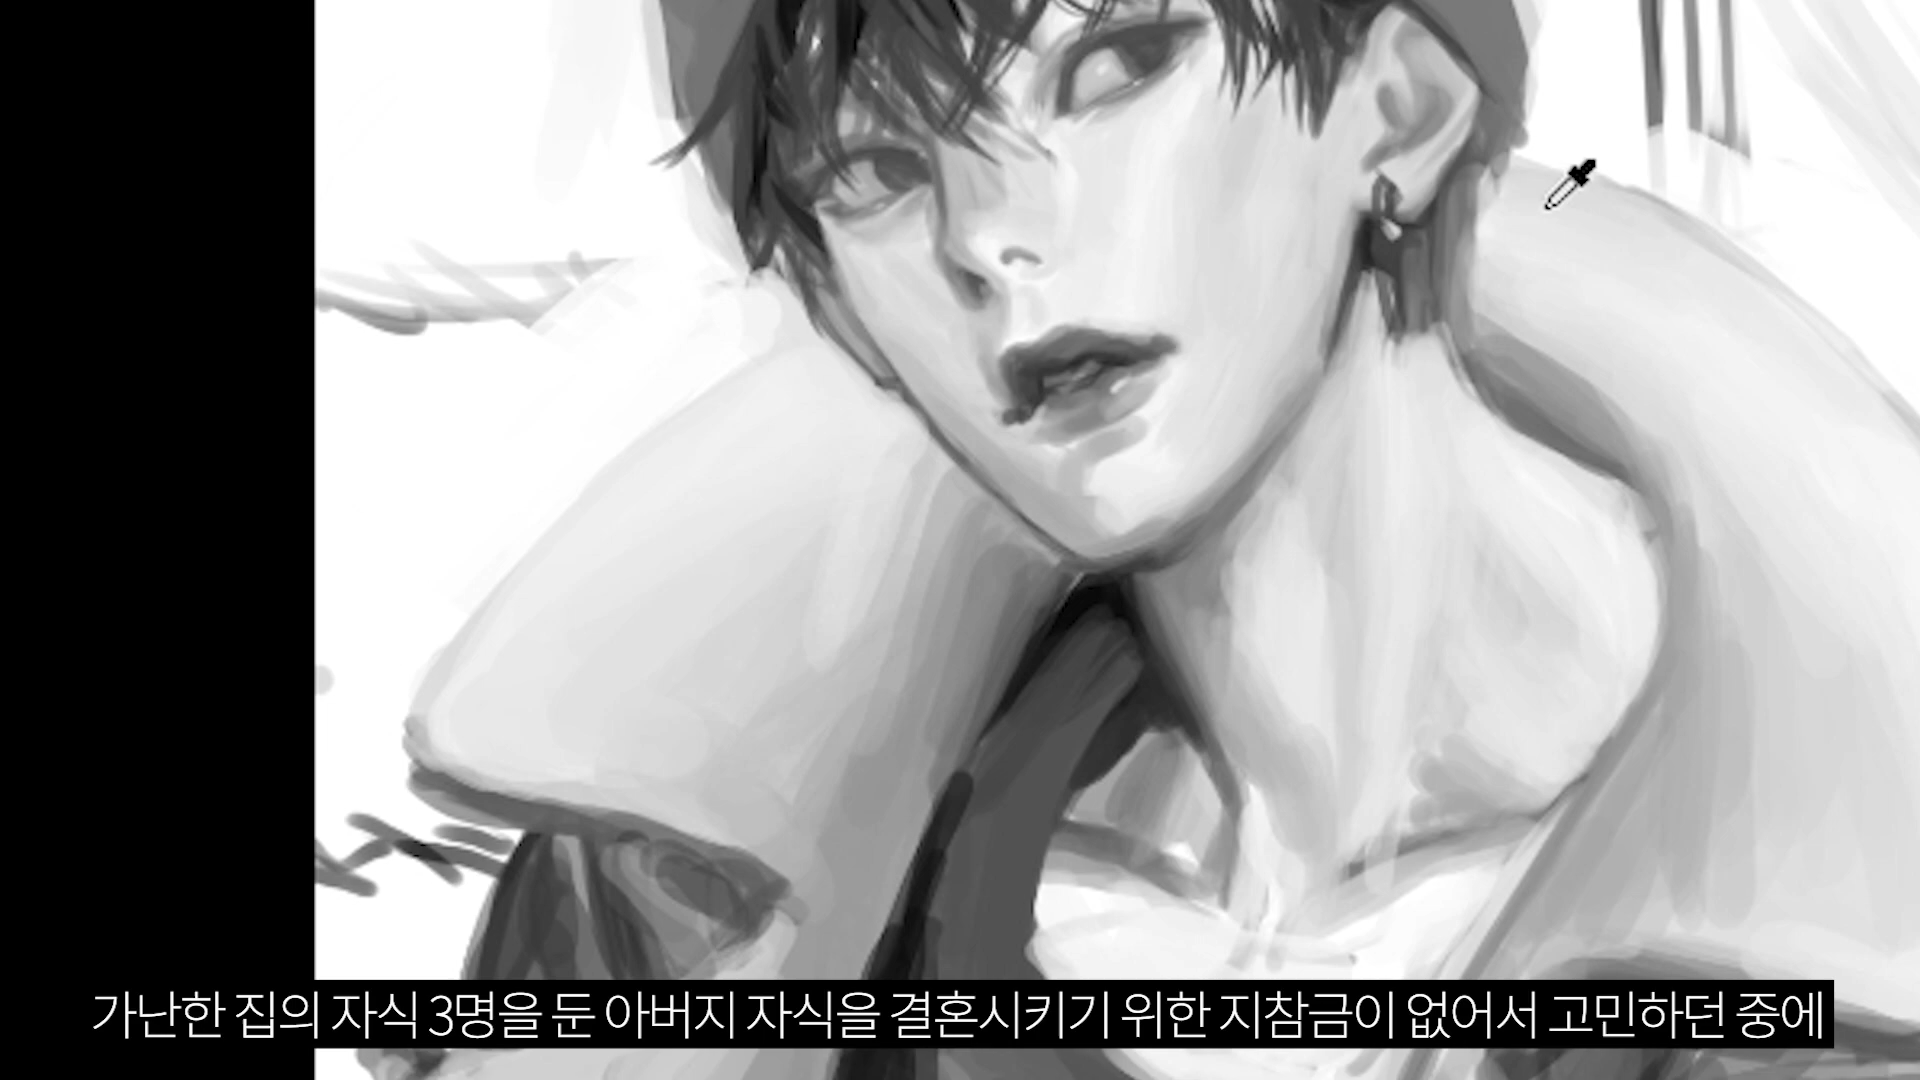 가난한 집의 자식 3명을 둔 아버지 자식을 결혼시키기 위한 지참금이 없어서 고민하던 중에